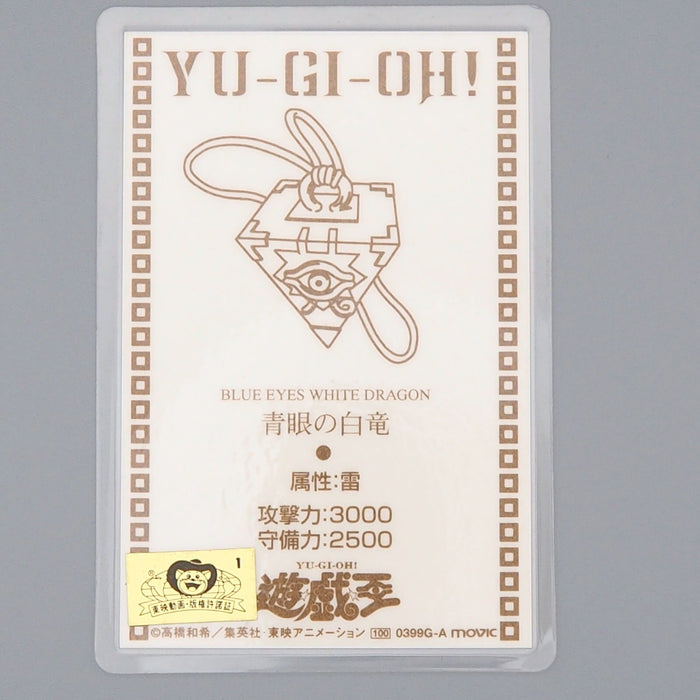 YU-GI-OH!
BLUE EYES WHITE DRAGON
青眼の白竜
属性:雷
攻撃力:3000
守備力:2500
YU-GI-OH!
遊戯王
1
東映動画・版権許諾証
©高橋和希/集英社・東映アニメーション 100 0399G-A movic